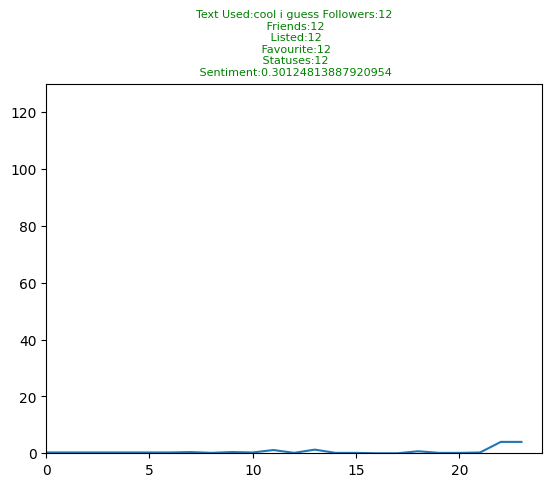 Text Used:cool i guess Followers:12
Friends:12
Listed:12
Favourite:12
Statuses:12
Sentiment:0.30124813887920954
120
100
80
60
40
20
0
0 5 10 15 20